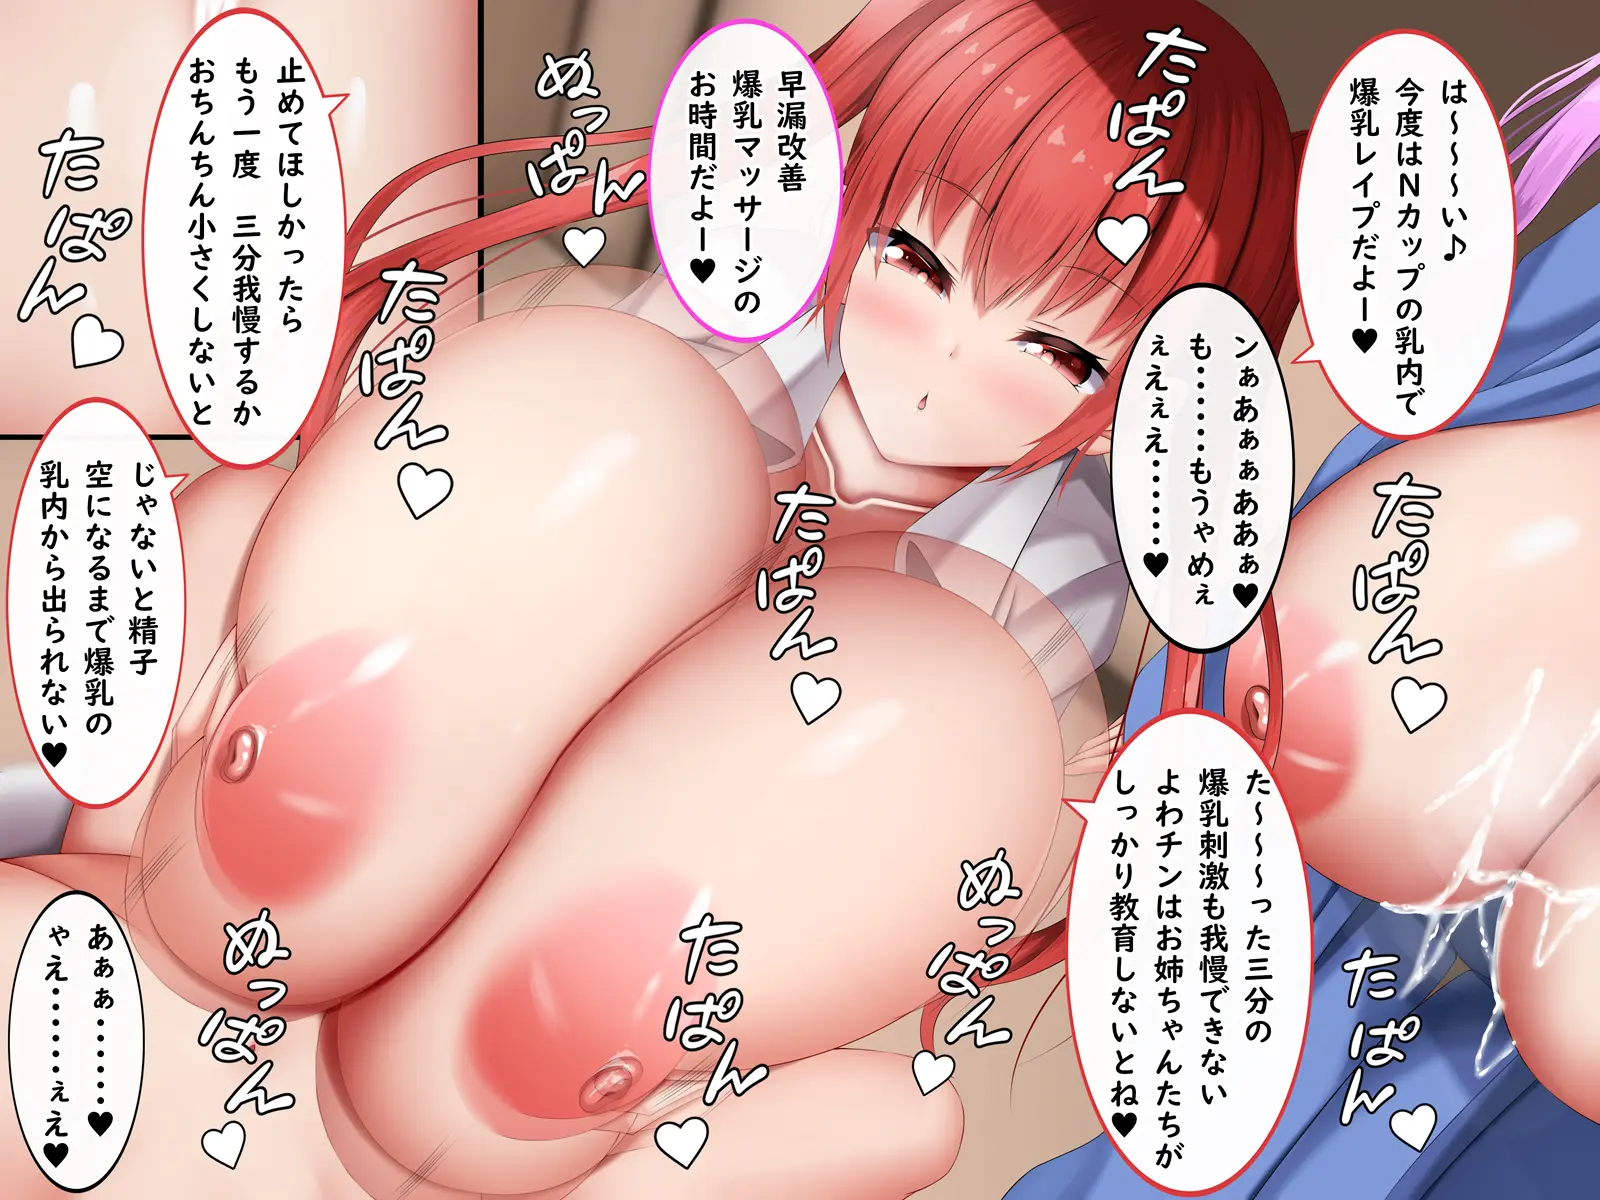 は～～～い♪
今度はNカップの乳内で
爆乳レイプだよー♥
ンぁあぁぁああぁ♥
も・・・・・・もうゃめぇ
ぇえぇえ・・・・・・・♥
た～～～～った三分の
爆乳刺激も我慢できない
よわチンはお姉ちゃんたちが
しっかり教育しないとね♥
早漏改善
爆乳マッサージの
お時間だよー♥
止めてほしかったら
もう一度 三分我慢するか
おちんちん小さくしないと
じゃないと精子
空になるまで爆乳の
乳内から出られない♥
あぁぁ・・・・・・♥
ゃえ・・・・・・ぇえ♥
たぱん♡
たぱん♡
たぱん
♡
ぬっぱん♡
ぬっぱん♡
たぱん♡
たぱん♡
たぱん♡
ぬっぱん♡
たぱん♡